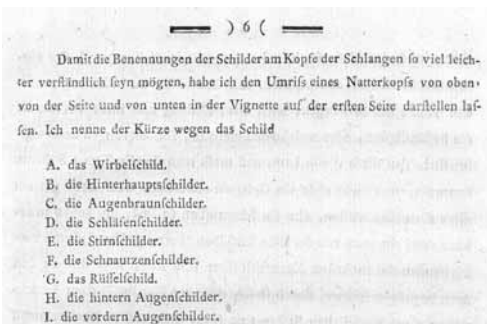 ) 6 (
Damit die Benennungen der Schilder am Kopfe der Schlangen ſo viel leich-
ter verſtändlich ſeyn mögten, habe ich den Umriſs eines Natterkopfs von oben,
von der Seite und von unten in der Vignette auf der erſten Seite darſtellen laſ-
ſen. Ich nenne der Kürze wegen das Schild
A. das Wirbelſchild.
B. die Hinterhauptsſchilder.
C. die Augenbraunſchilder.
D. die Schläfenſchilder.
E. die Stirnſchilder.
F. die Schnauzenſchilder.
G. das Rüſſelſchild.
H. die hintern Augenſchilder.
I. die vordern Augenſchilder.